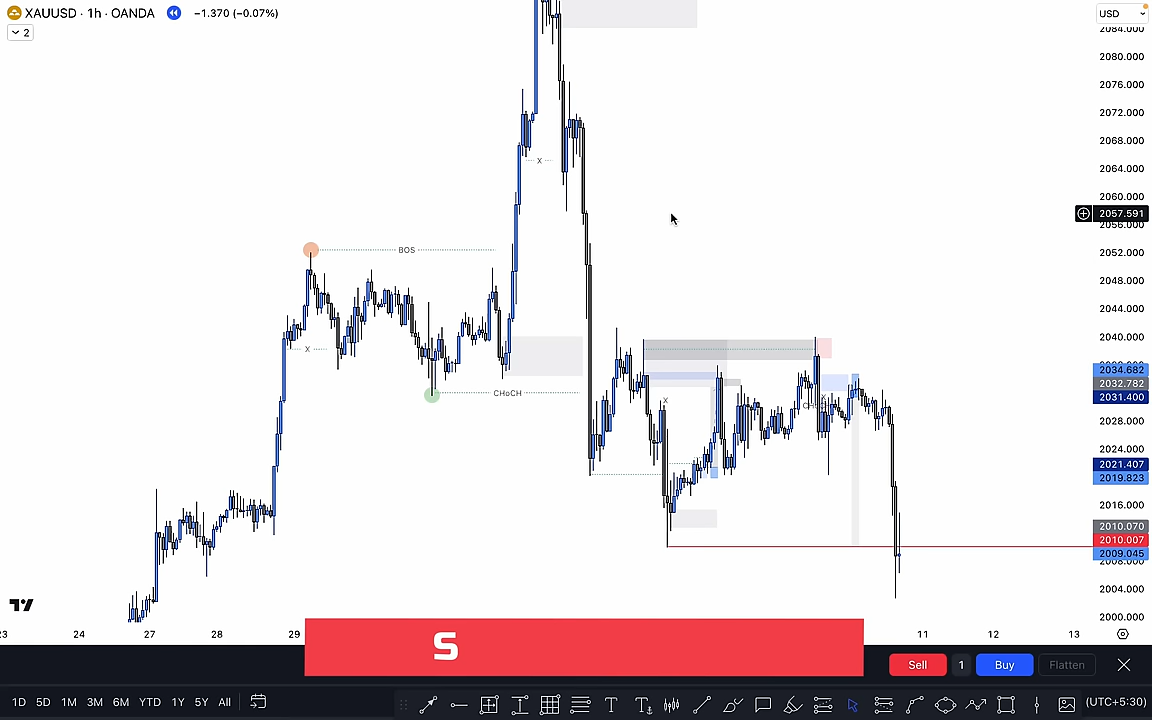 XAUUSD · 1h · OANDA −1.370 (−0.07%)
2
USD
2084.000
2080.000
2076.000
2072.000
2068.000
2064.000
2060.000
2057.591
2056.000
2052.000
2048.000
2044.000
2040.000
2034.682
2032.782
2031.400
2028.000
2024.000
2021.407
2019.823
2016.000
2010.070
2010.007
2009.045
2008.000
2004.000
2000.000
X
BOS
X
CHoCH
X
X
23 24 27 28 29 11 12 13
S
Sell 1 Buy Flatten
1D 5D 1M 3M 6M YTD 1Y 5Y All (UTC+5:30)